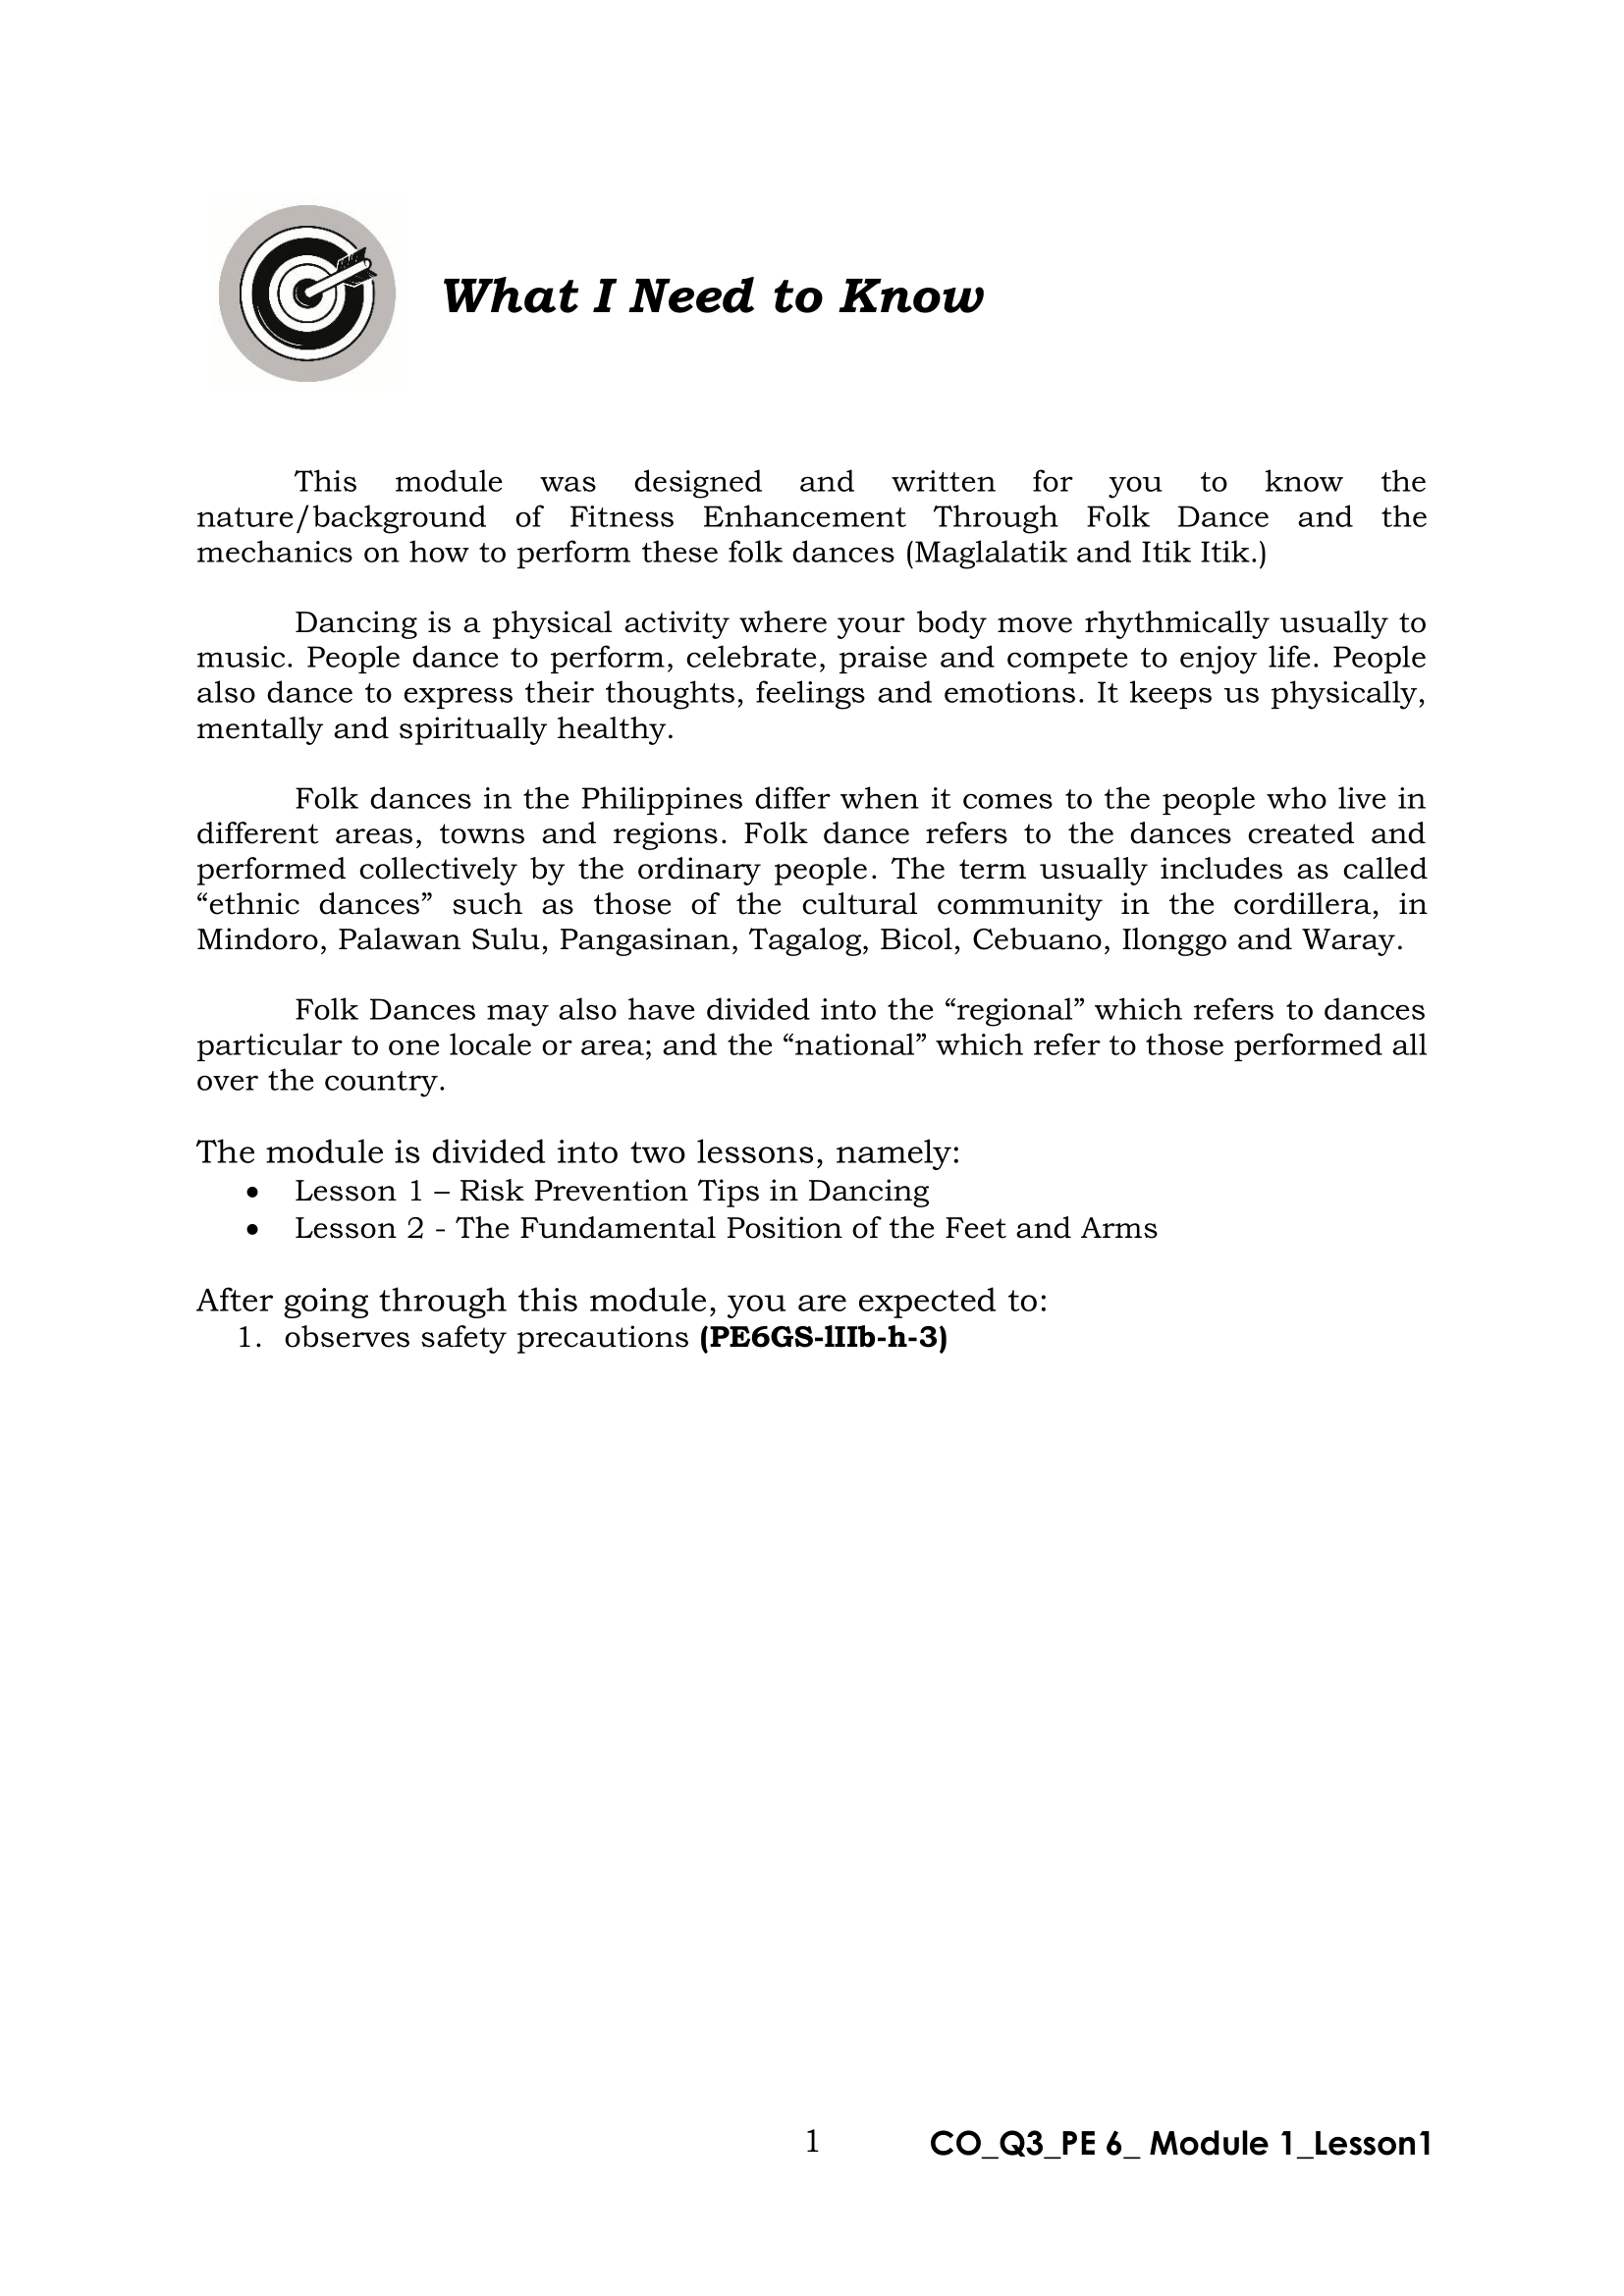 What I Need to Know
This module was designed and written for you to know the
nature/background of Fitness Enhancement Through Folk Dance and the
mechanics on how to perform these folk dances (Maglalatik and Itik Itik.)
Dancing is a physical activity where your body move rhythmically usually to
music. People dance to perform, celebrate, praise and compete to enjoy life. People
also dance to express their thoughts, feelings and emotions. It keeps us physically,
mentally and spiritually healthy.
Folk dances in the Philippines differ when it comes to the people who live in
different areas, towns and regions. Folk dance refers to the dances created and
performed collectively by the ordinary people. The term usually includes as called
“ethnic dances” such as those of the cultural community in the cordillera, in
Mindoro, Palawan Sulu, Pangasinan, Tagalog, Bicol, Cebuano, Ilonggo and Waray.
Folk Dances may also have divided into the “regional” which refers to dances
particular to one locale or area; and the “national” which refer to those performed all
over the country.
The module is divided into two lessons, namely:
• Lesson 1 – Risk Prevention Tips in Dancing
• Lesson 2 - The Fundamental Position of the Feet and Arms
After going through this module, you are expected to:
1. observes safety precautions (PE6GS-lIIb-h-3)
1 CO_Q3_PE 6_ Module 1_Lesson1